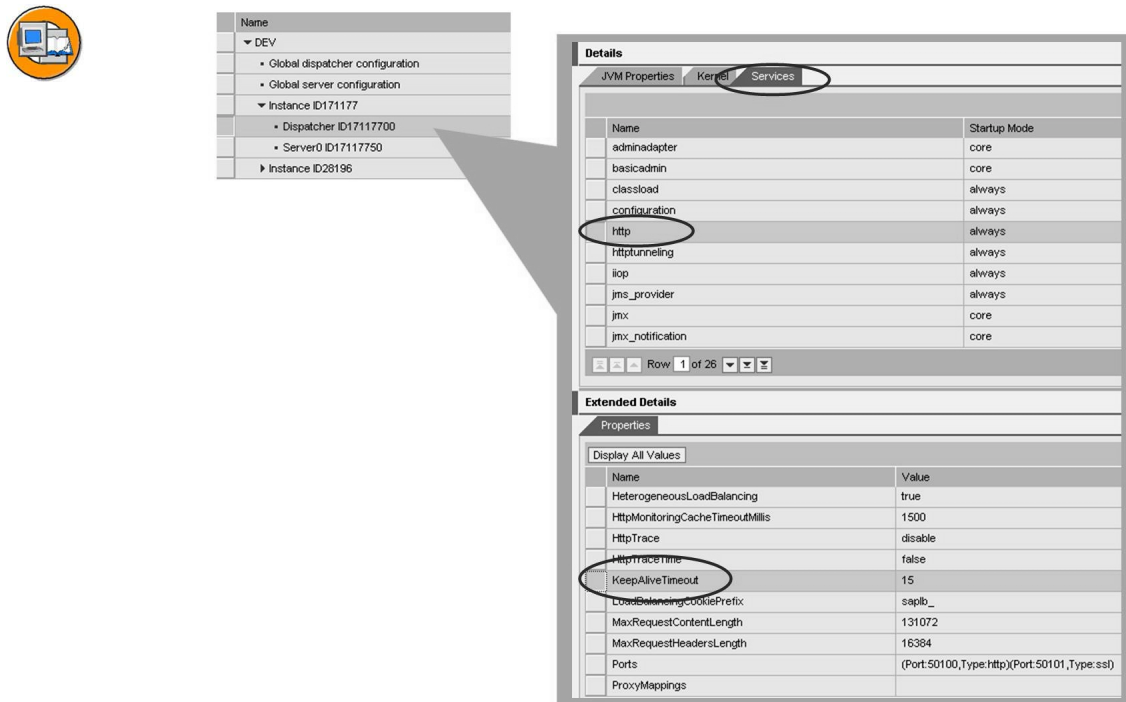 Name
DEV
Global dispatcher configuration
Global server configuration
Instance ID171177
Dispatcher ID17117700
Server0 ID17117750
Instance ID28196
Details
JVM Properties Kernel Services
Name Startup Mode
adminadapter core
basicadmin core
classload always
configuration always
http always
httptunneling always
iiop always
jms_provider always
jmx core
jmx_notification core
Row 1 of 26
Extended Details
Properties
Display All Values
Name Value
HeterogeneousLoadBalancing true
HttpMonitoringCacheTimeoutMillis 1500
HttpTrace disable
HttpTraceTime false
KeepAliveTimeout 15
LoadBalancingCookiePrefix saplb_
MaxRequestContentLength 131072
MaxRequestHeadersLength 16384
Ports (Port:50100,Type:http)(Port:50101,Type:ssl)
ProxyMappings